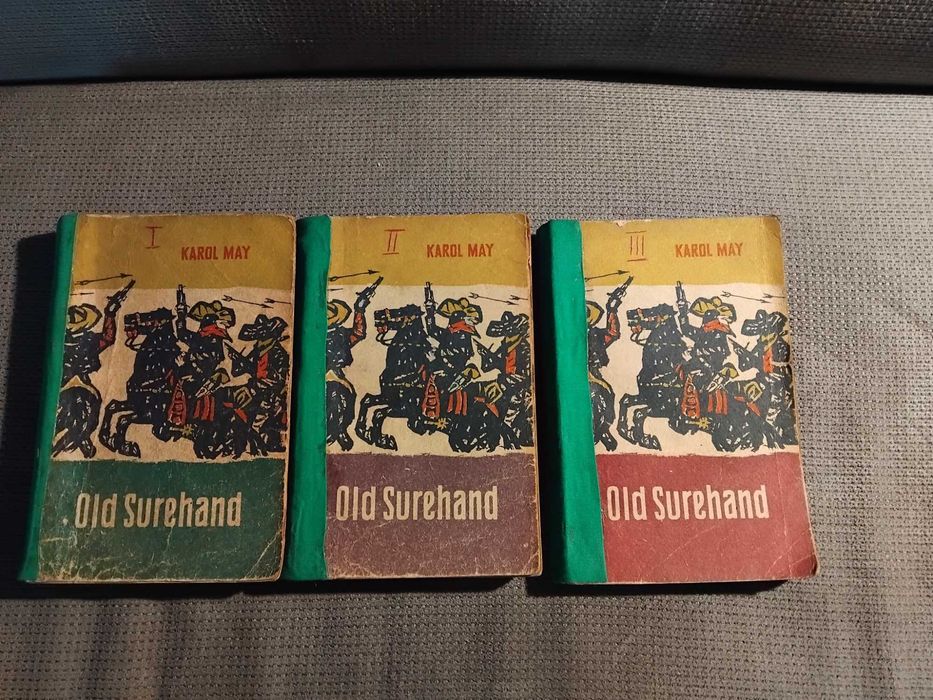 I
KAROL MAY
Old Surehand
II
KAROL MAY
Old Surehand
III
KAROL MAY
Old Surehand